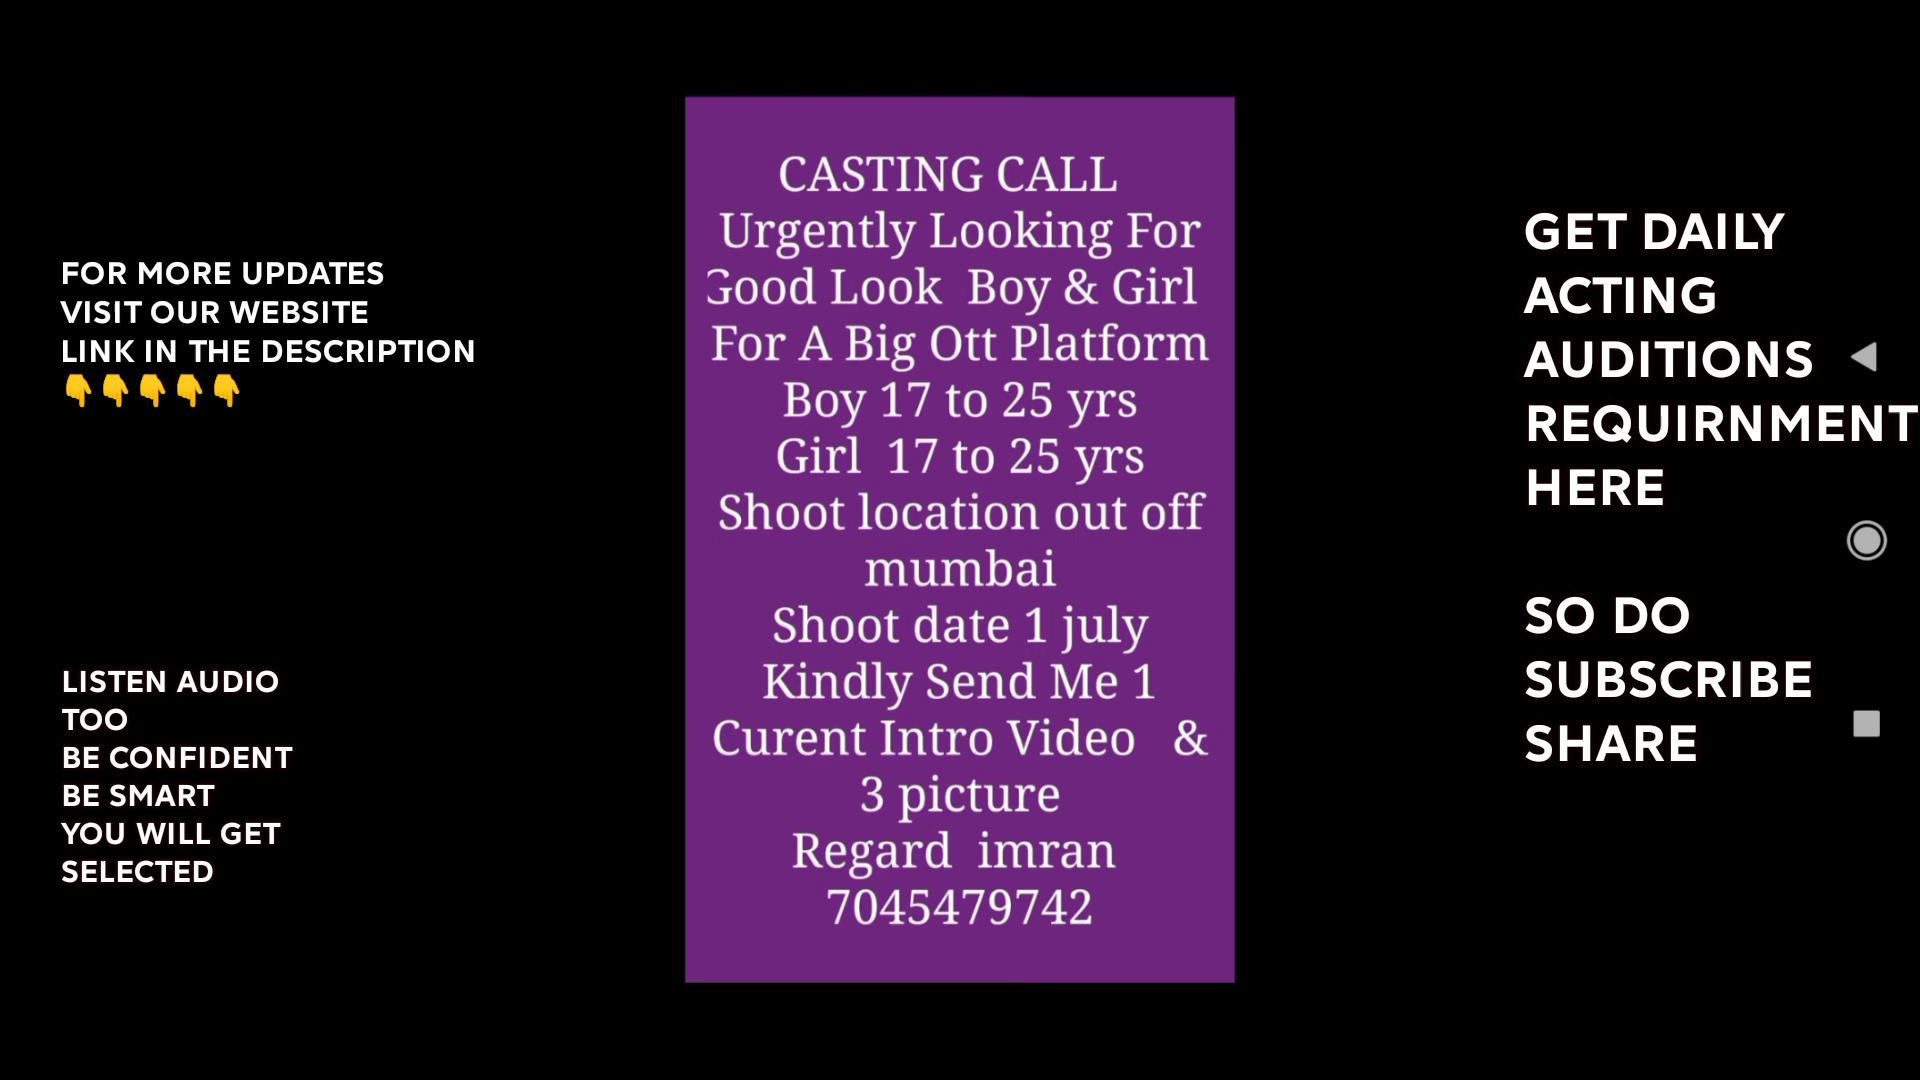 FOR MORE UPDATES
VISIT OUR WEBSITE
LINK IN THE DESCRIPTION
👇👇👇👇👇
LISTEN AUDIO
TOO
BE CONFIDENT
BE SMART
YOU WILL GET
SELECTED
CASTING CALL
Urgently Looking For
Good Look Boy & Girl
For A Big Ott Platform
Boy 17 to 25 yrs
Girl 17 to 25 yrs
Shoot location out off
mumbai
Shoot date 1 july
Kindly Send Me 1
Curent Intro Video &
3 picture
Regard imran
7045479742
GET DAILY
ACTING
AUDITIONS
REQUIRNMENT
HERE
SO DO
SUBSCRIBE
SHARE